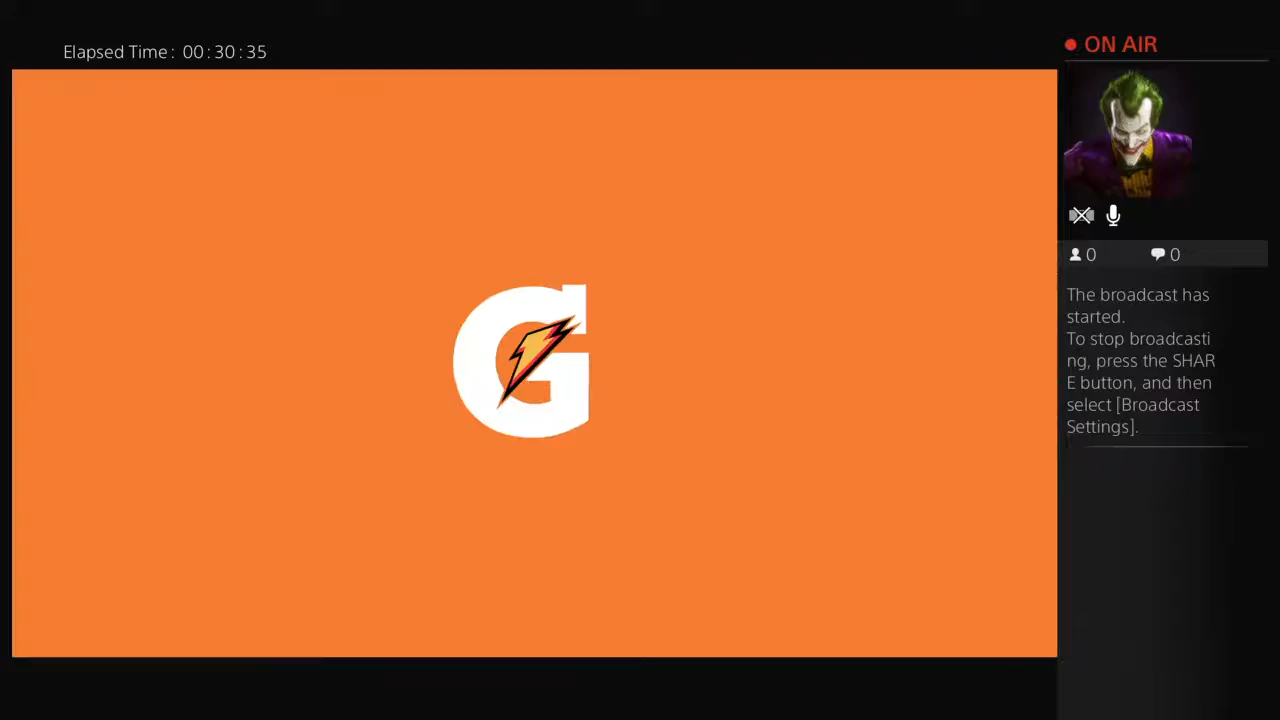 Elapsed Time: 00:30:35
ON AIR
0 0
The broadcast has
started.
To stop broadcasti
ng, press the SHAR
E button, and then
select [Broadcast
Settings].
G